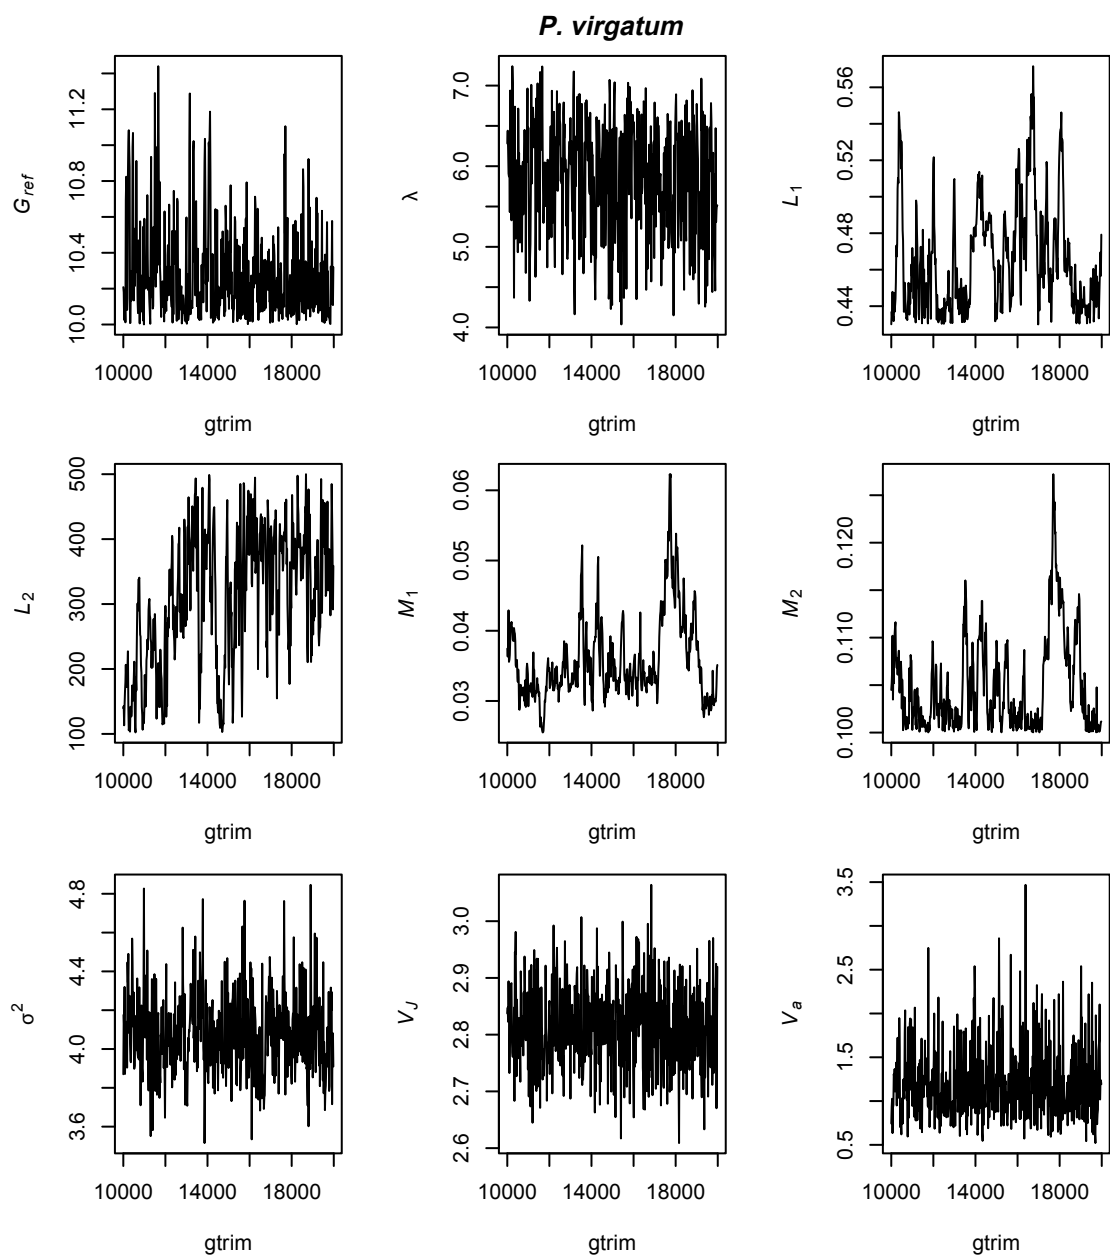 P. virgatum
G_ref
10.0 10.4 10.8 11.2
10000 14000 18000
gtrim
λ
4.0 5.0 6.0 7.0
10000 14000 18000
gtrim
L_1
0.44 0.48 0.52 0.56
10000 14000 18000
gtrim
L_2
100 200 300 400 500
10000 14000 18000
gtrim
M_1
0.03 0.04 0.05 0.06
10000 14000 18000
gtrim
M_2
0.100 0.110 0.120
10000 14000 18000
gtrim
σ²
3.6 4.0 4.4 4.8
10000 14000 18000
gtrim
V_J
2.6 2.7 2.8 2.9 3.0
10000 14000 18000
gtrim
V_a
0.5 1.5 2.5 3.5
10000 14000 18000
gtrim